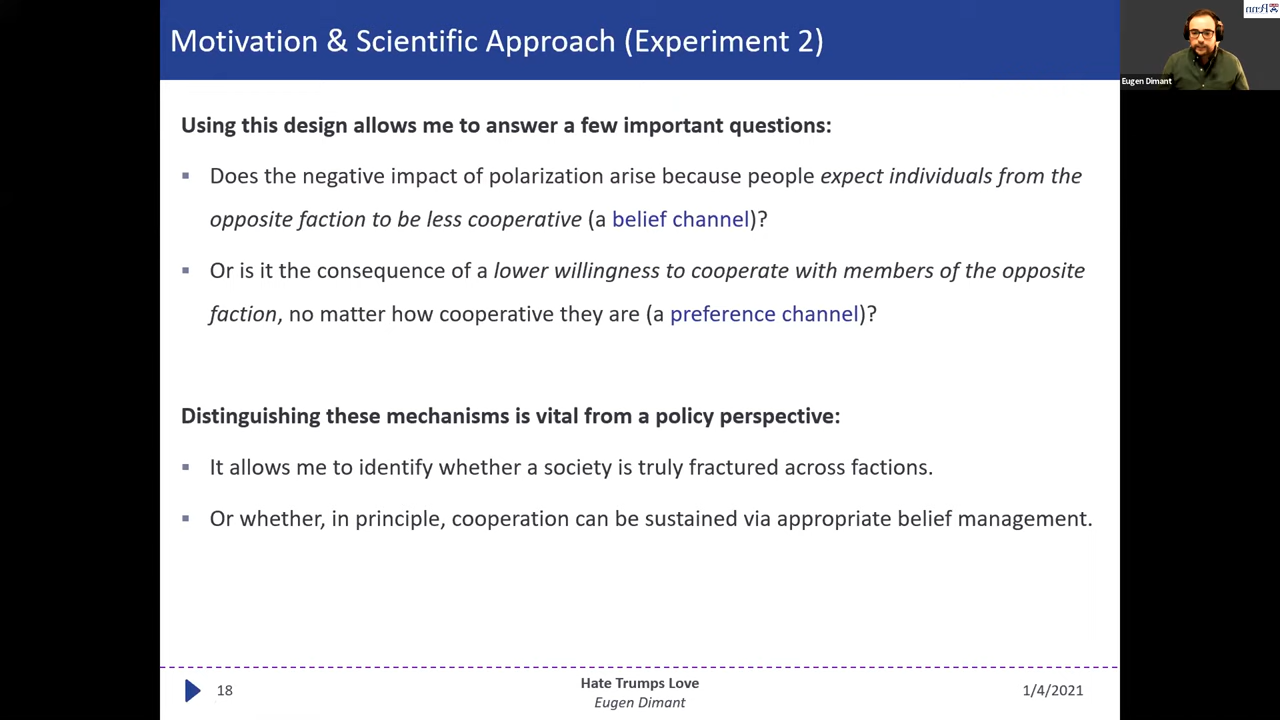 Motivation & Scientific Approach (Experiment 2)
Eugen Dimant
Using this design allows me to answer a few important questions:
▪ Does the negative impact of polarization arise because people expect individuals from the
opposite faction to be less cooperative (a belief channel)?
▪ Or is it the consequence of a lower willingness to cooperate with members of the opposite
faction, no matter how cooperative they are (a preference channel)?
Distinguishing these mechanisms is vital from a policy perspective:
▪ It allows me to identify whether a society is truly fractured across factions.
▪ Or whether, in principle, cooperation can be sustained via appropriate belief management.
18
Hate Trumps Love
Eugen Dimant
1/4/2021